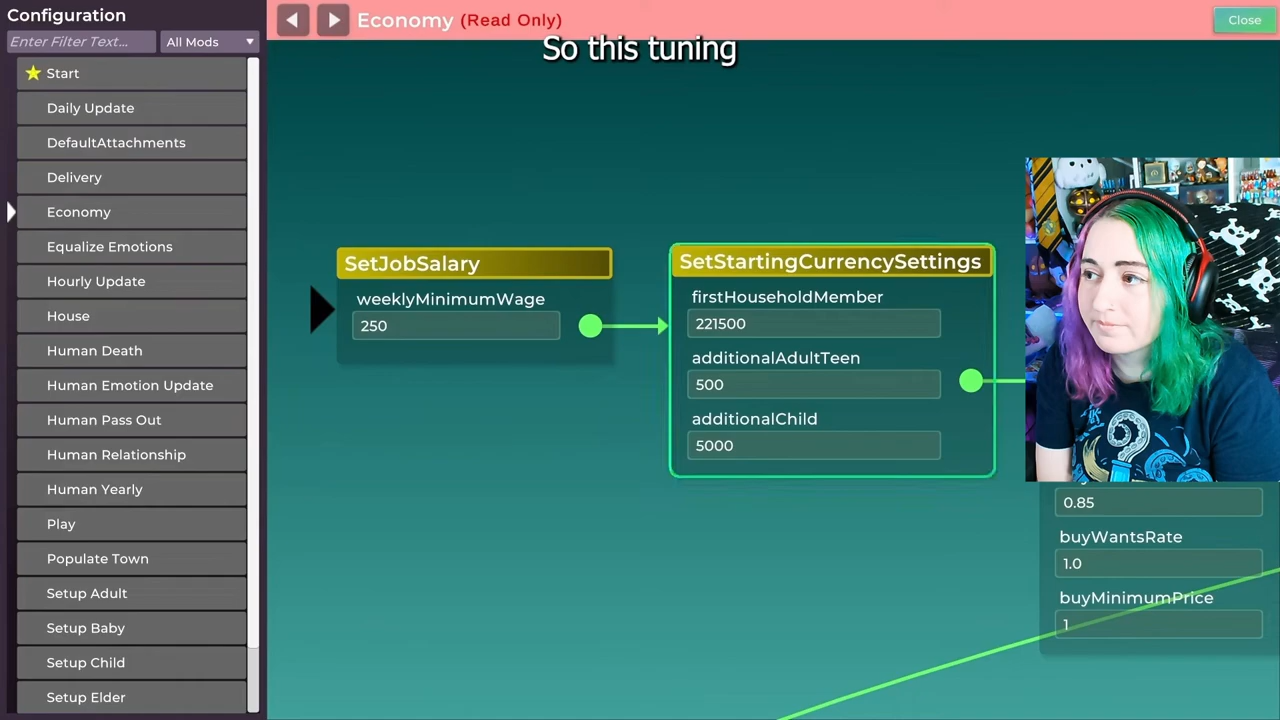 Configuration
Enter Filter Text...
All Mods
Start
Daily Update
DefaultAttachments
Delivery
Economy
Equalize Emotions
Hourly Update
House
Human Death
Human Emotion Update
Human Pass Out
Human Relationship
Human Yearly
Play
Populate Town
Setup Adult
Setup Baby
Setup Child
Setup Elder
Economy (Read Only)
Close
So this tuning
SetJobSalary
weeklyMinimumWage
250
SetStartingCurrencySettings
firstHouseholdMember
221500
additionalAdultTeen
500
additionalChild
5000
0.85
buyWantsRate
1.0
buyMinimumPrice
1